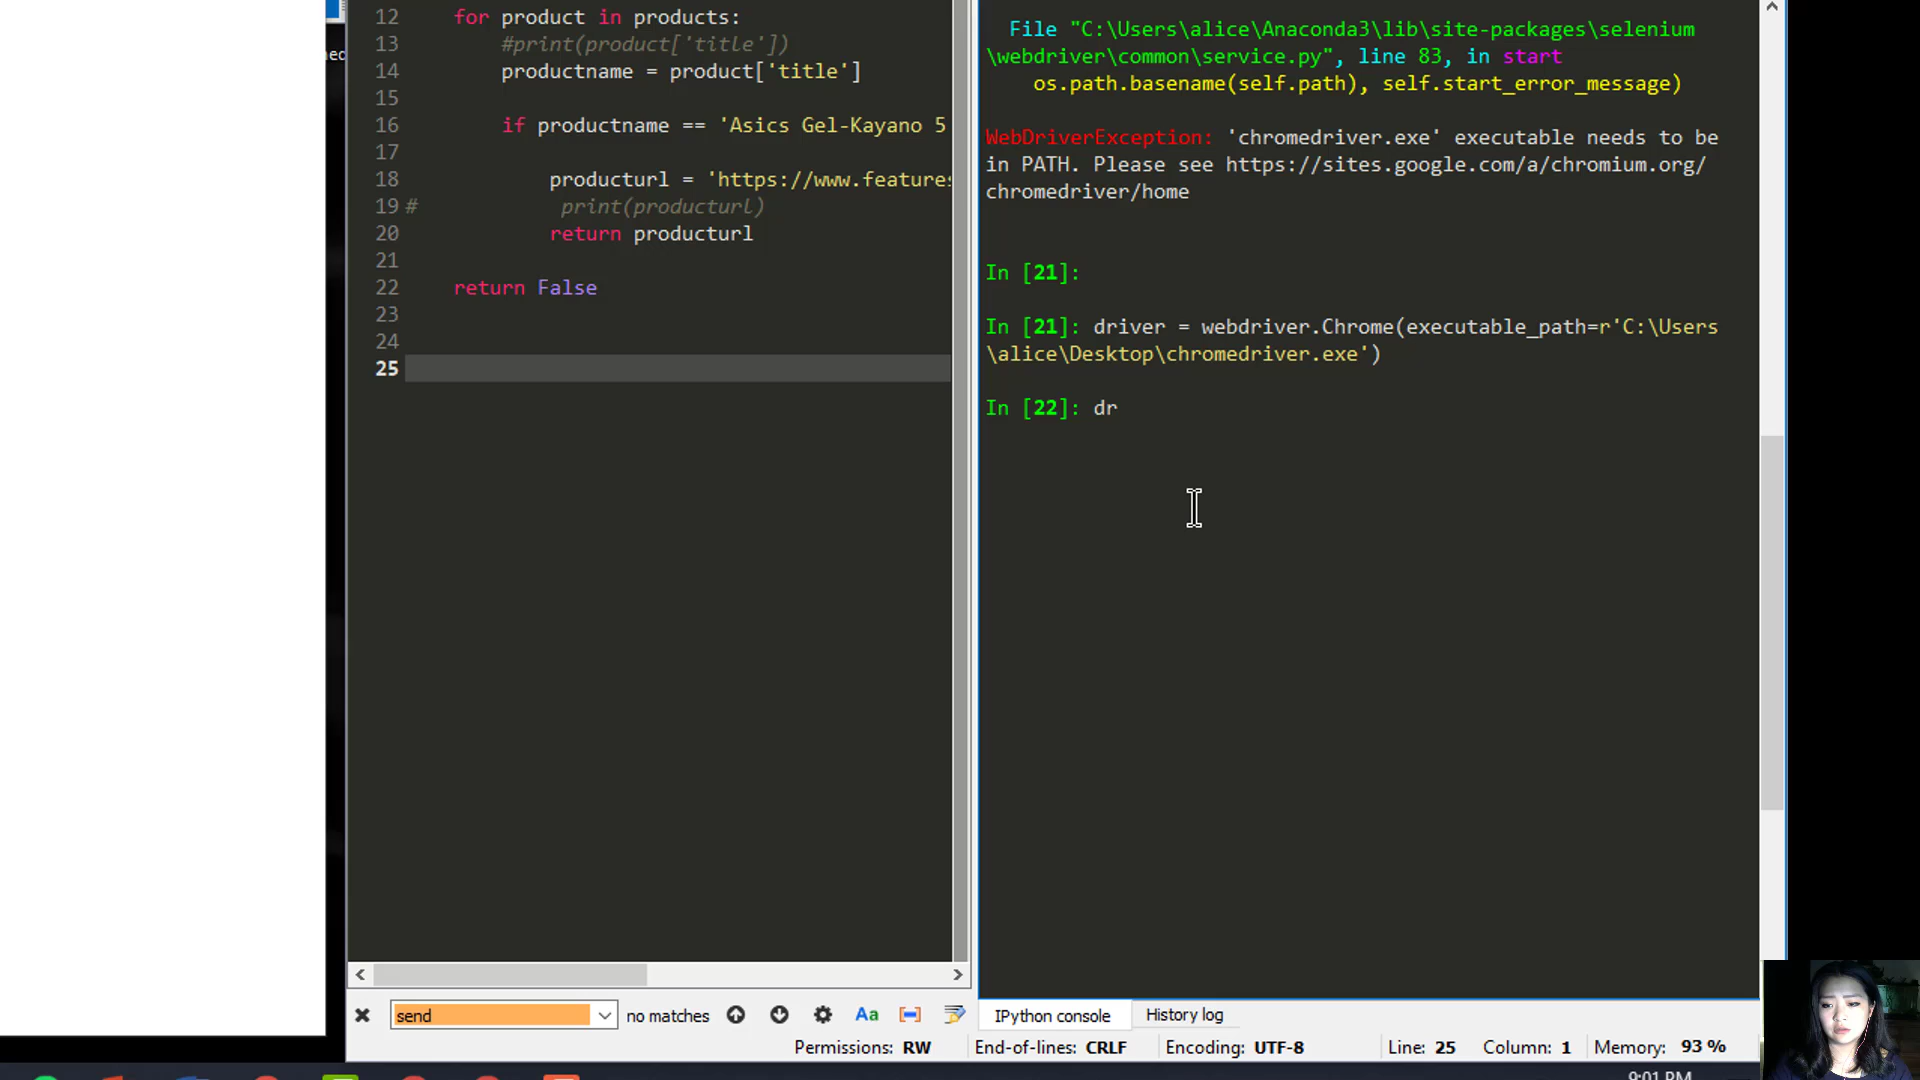 ned
12 for product in products:
13 #print(product['title'])
14 productname = product['title']
15
16 if productname == 'Asics Gel-Kayano 5
17
18 producturl = 'https://www.features
19 # print(producturl)
20 return producturl
21
22 return False
23
24
25
send
no matches
Aa
Permissions: RW
File "C:\Users\alice\Anaconda3\lib\site-packages\selenium
\webdriver\common\service.py", line 83, in start
os.path.basename(self.path), self.start_error_message)
WebDriverException: 'chromedriver.exe' executable needs to be
in PATH. Please see https://sites.google.com/a/chromium.org/
chromedriver/home
In [21]:
In [21]: driver = webdriver.Chrome(executable_path=r'C:\Users
\alice\Desktop\chromedriver.exe')
In [22]: dr
IPython console
History log
End-of-lines: CRLF
Encoding: UTF-8
Line: 25
Column: 1
Memory: 93 %
9:01 PM